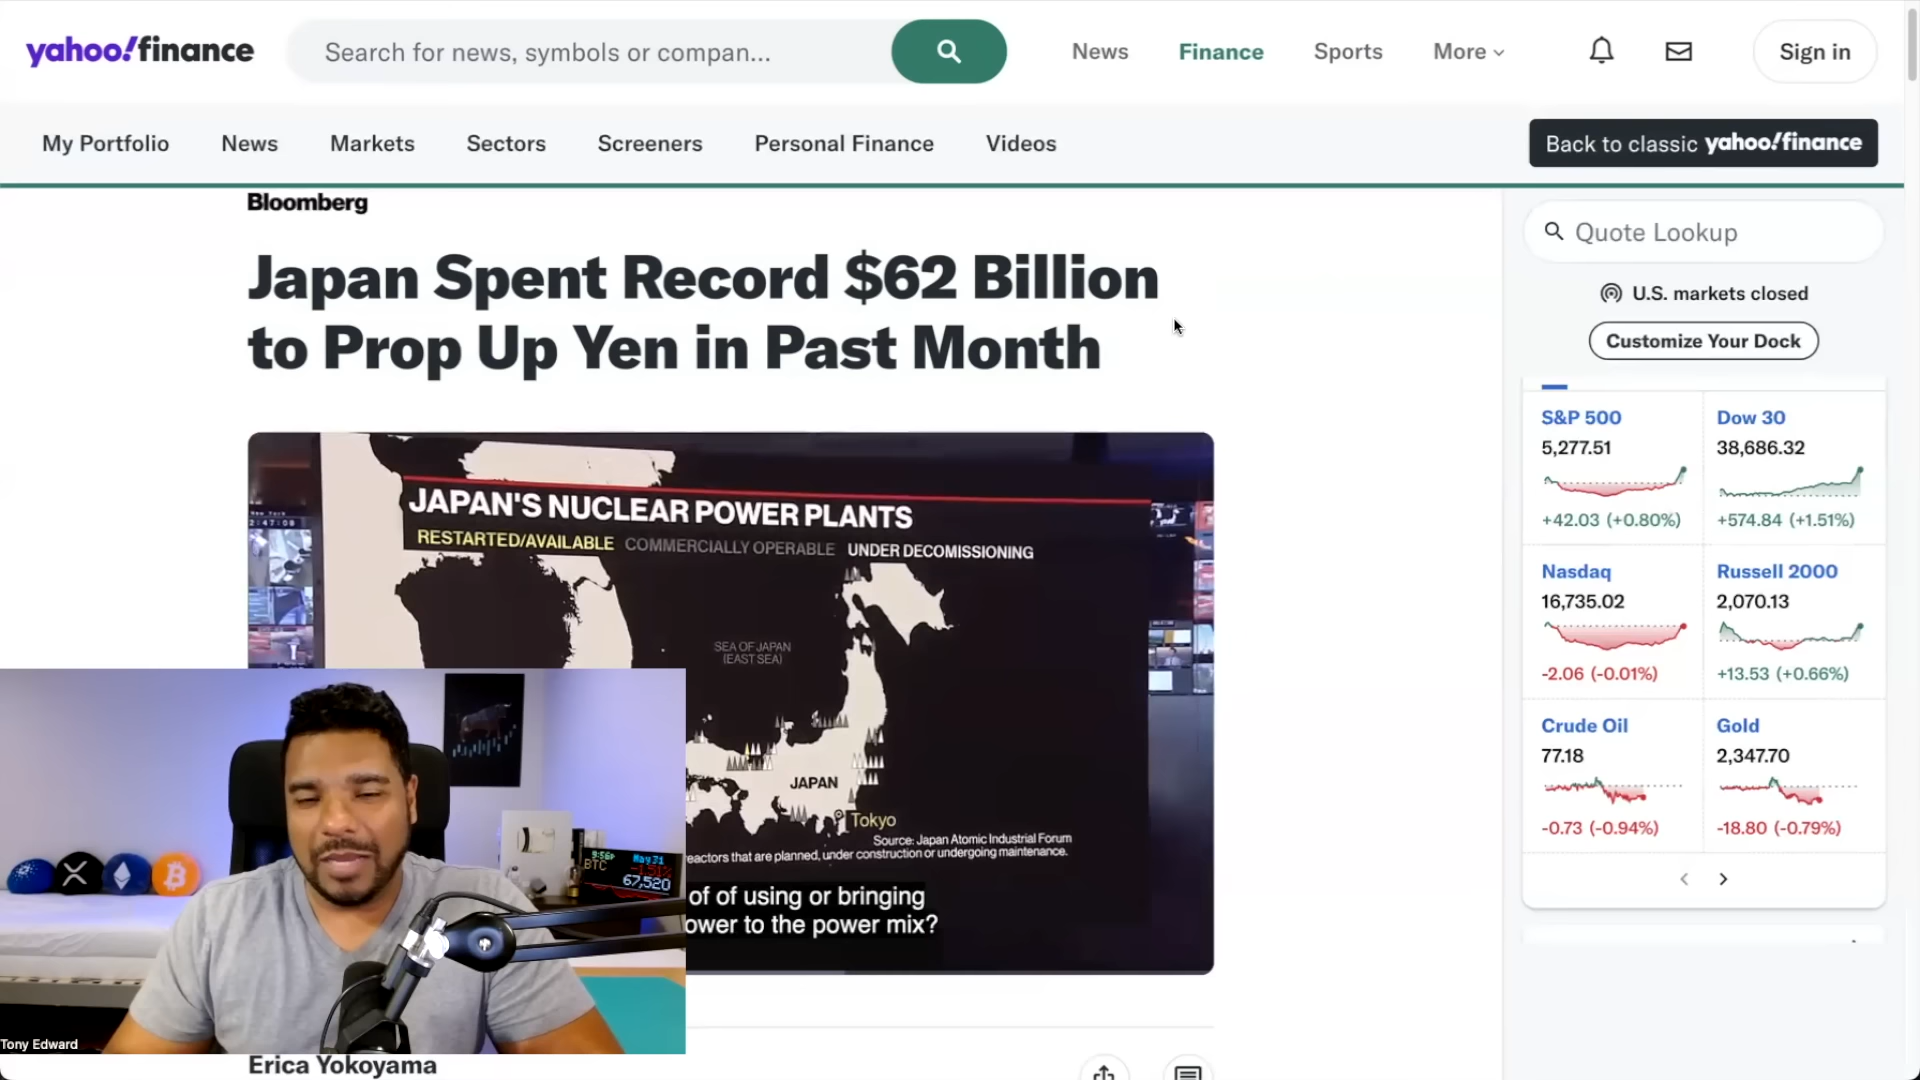 yahoo!finance
Search for news, symbols or compan...
News
Finance
Sports
More
Sign in
My Portfolio
News
Markets
Sectors
Screeners
Personal Finance
Videos
Back to classic yahoo!finance
Bloomberg
Japan Spent Record $62 Billion
to Prop Up Yen in Past Month
JAPAN'S NUCLEAR POWER PLANTS
RESTARTED/AVAILABLE COMMERCIALLY OPERABLE UNDER DECOMISSIONING
SEA OF JAPAN
(EAST SEA)
JAPAN
Tokyo
Source: Japan Atomic Industrial Forum
reactors that are planned, under construction or undergoing maintenance.
of of using or bringing
ower to the power mix?
9:56P May 31
BTC -1.51%
67,520
Tony Edward
Erica Yokoyama
Quote Lookup
U.S. markets closed
Customize Your Dock
S&P 500
5,277.51
+42.03 (+0.80%)
Dow 30
38,686.32
+574.84 (+1.51%)
Nasdaq
16,735.02
-2.06 (-0.01%)
Russell 2000
2,070.13
+13.53 (+0.66%)
Crude Oil
77.18
-0.73 (-0.94%)
Gold
2,347.70
-18.80 (-0.79%)